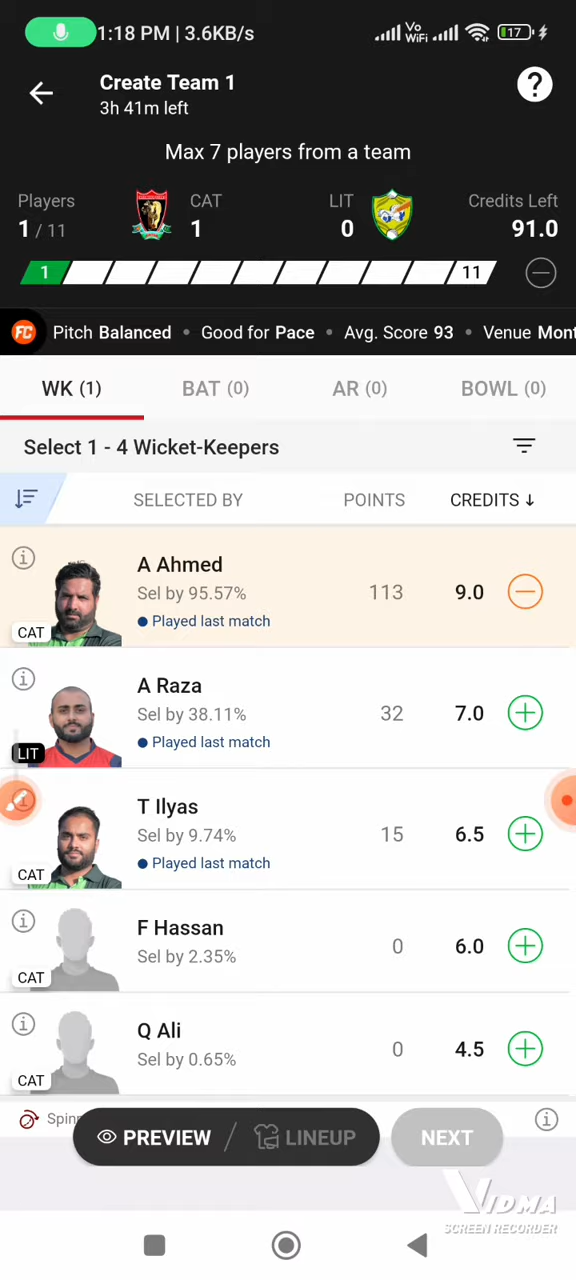 1:18 PM | 3.6KB/s
Vo WiFi
17
Create Team 1
3h 41m left
?
Max 7 players from a team
Players
CAT
LIT
Credits Left
1 / 11
1
0
91.0
1
11
FC Pitch Balanced • Good for Pace • Avg. Score 93 • Venue Mont
WK (1)
BAT (0)
AR (0)
BOWL (0)
Select 1 - 4 Wicket-Keepers
SELECTED BY
POINTS
CREDITS ↓
A Ahmed
Sel by 95.57%
113
9.0
Played last match
CAT
A Raza
Sel by 38.11%
32
7.0
Played last match
LIT
T Ilyas
Sel by 9.74%
15
6.5
Played last match
CAT
F Hassan
Sel by 2.35%
0
6.0
CAT
Q Ali
Sel by 0.65%
0
4.5
CAT
PREVIEW / LINEUP
NEXT
VIDMA
SCREEN RECORDER